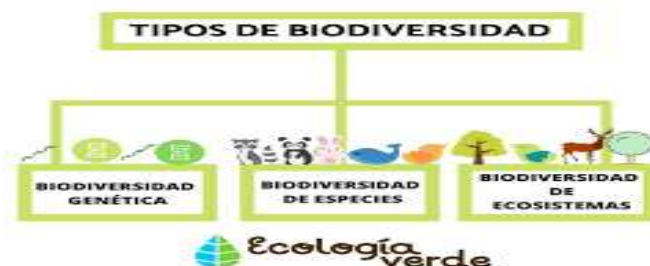 TIPOS DE BIODIVERSIDAD
BIODIVERSIDAD
GENÉTICA
BIODIVERSIDAD
DE ESPECIES
BIODIVERSIDAD
DE
ECOSISTEMAS
Ecología
verde